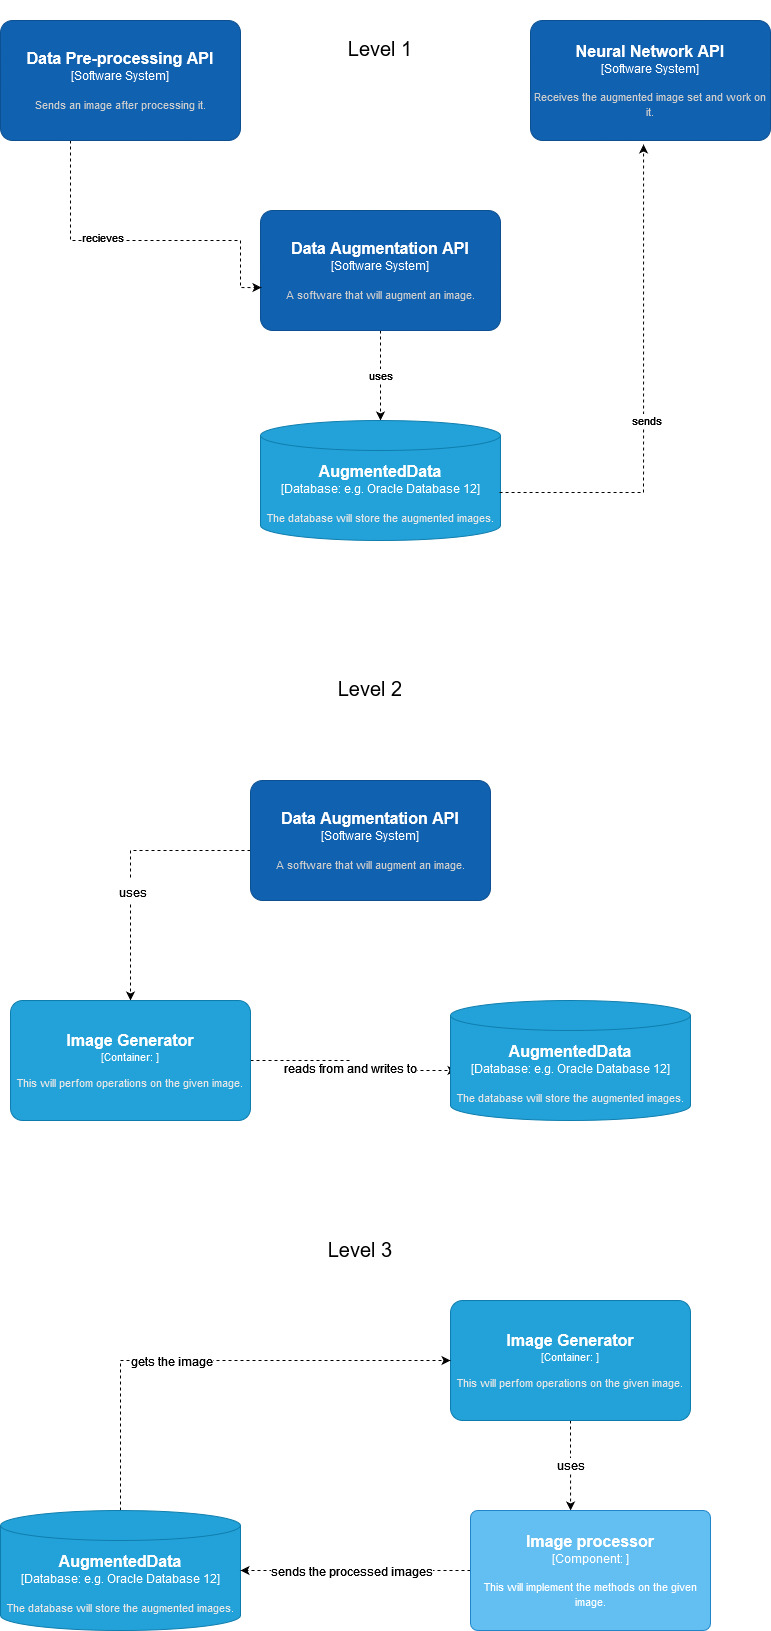 Level 1
Data Pre-processing API
[Software System]
Sends an image after processing it.
Neural Network API
[Software System]
Receives the augmented image set and work on
it.
recieves
Data Augmentation API
[Software System]
A software that will augment an image.
uses
sends
AugmentedData
[Database: e.g. Oracle Database 12]
The database will store the augmented images.
Level 2
Data Augmentation API
[Software System]
A software that will augment an image.
uses
Image Generator
[Container: ]
This will perfom operations on the given image.
reads from and writes to
AugmentedData
[Database: e.g. Oracle Database 12]
The database will store the augmented images.
Level 3
Image Generator
[Container: ]
This will perfom operations on the given image.
gets the image
uses
AugmentedData
[Database: e.g. Oracle Database 12]
The database will store the augmented images.
sends the processed images
Image processor
[Component: ]
This will implement the methods on the given
image.